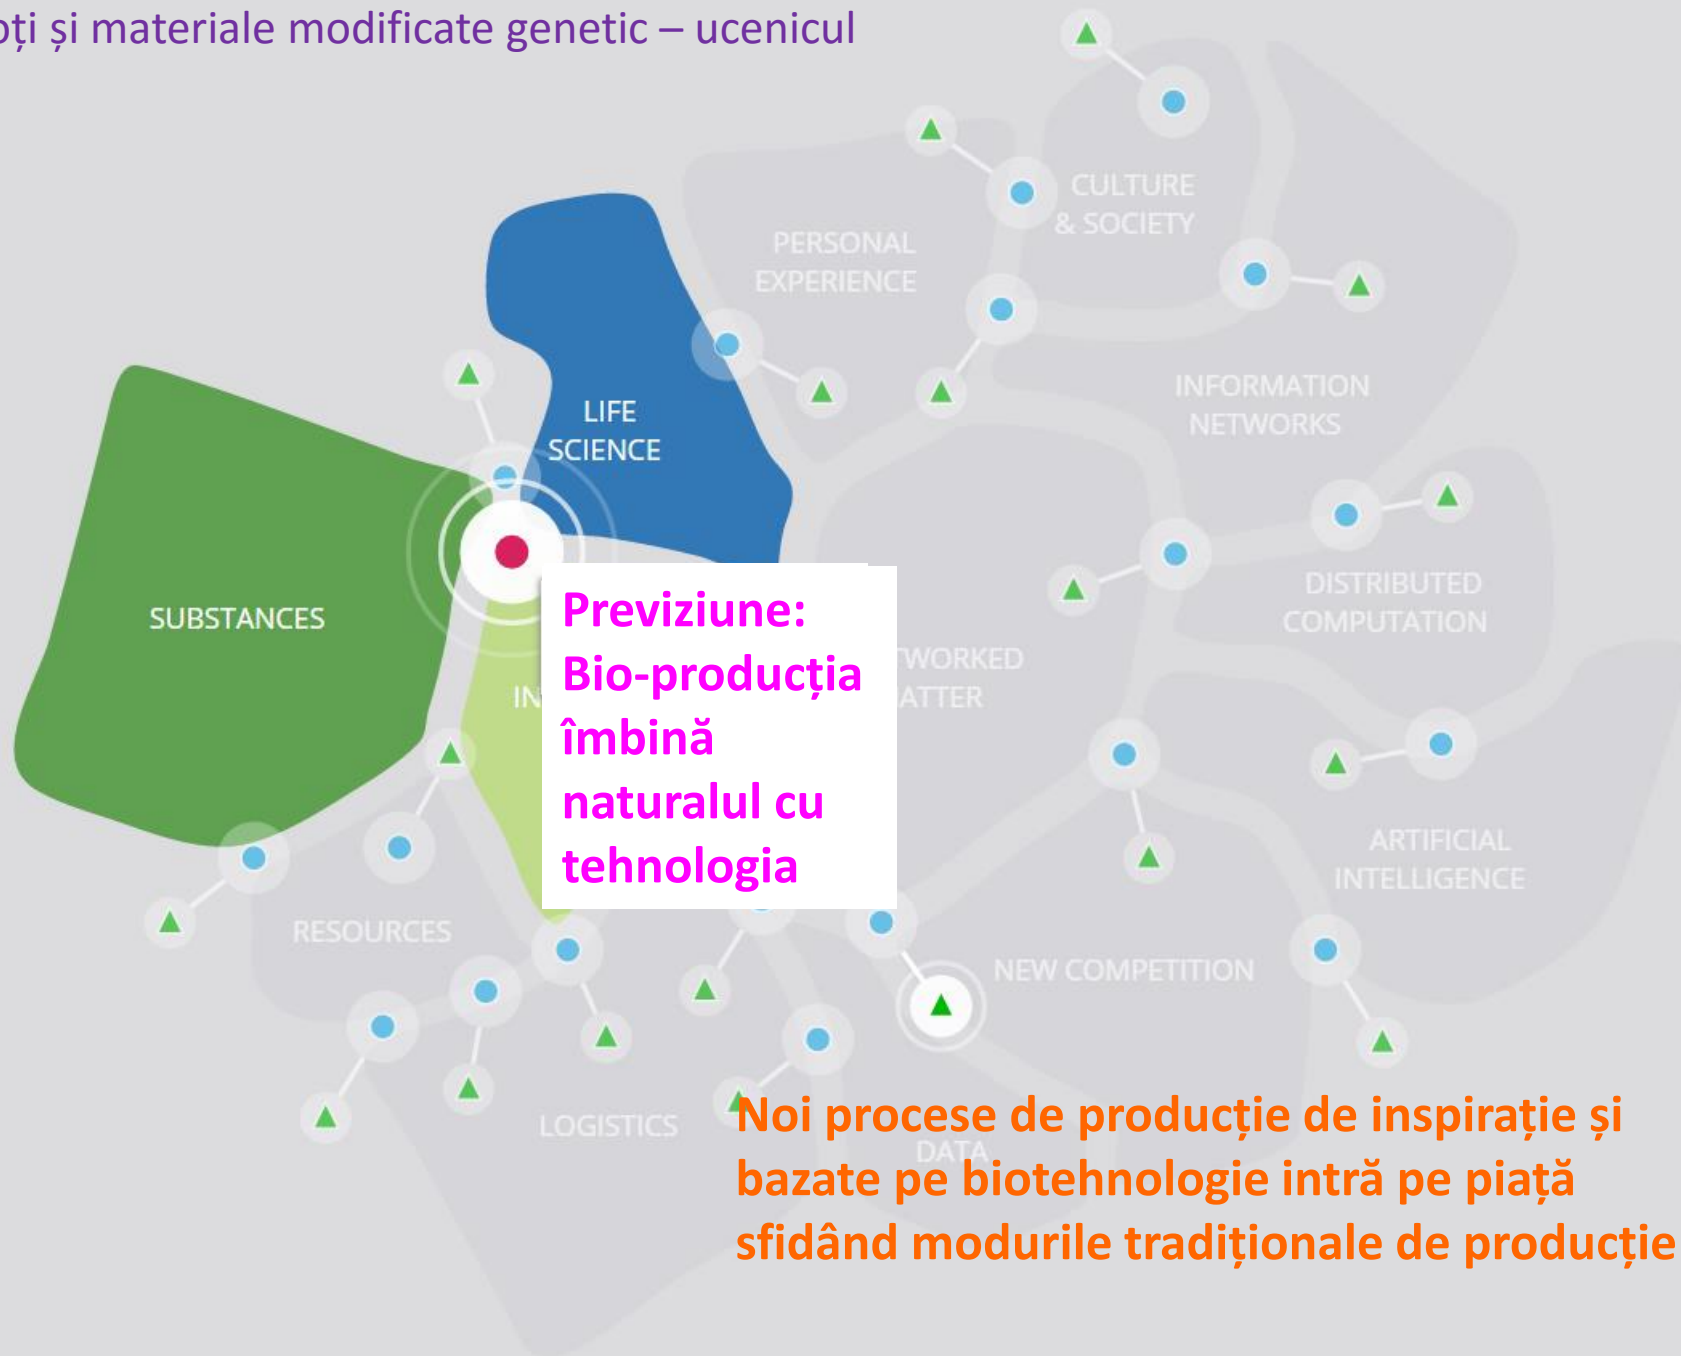 și materiale modificate genetic – ucenicul
CULTURE
& SOCIETY
PERSONAL
EXPERIENCE
INFORMATION
NETWORKS
LIFE
SCIENCE
DISTRIBUTED
COMPUTATION
SUBSTANCES
Previziune:
Bio-producția
îmbină
naturalul cu
tehnologia
ARTIFICIAL
INTELLIGENCE
RESOURCES
NEW COMPETITION
LOGISTICS
DATA
Noi procese de producție de inspirație și
bazate pe biotehnologie intră pe piață
sfidând modurile tradiționale de producție